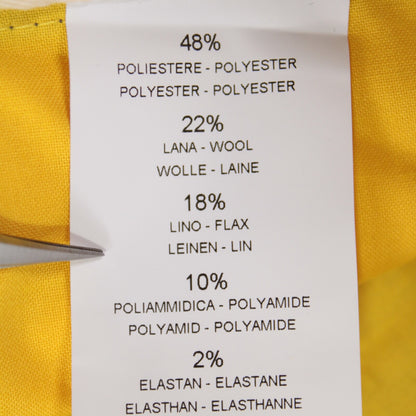 48%
POLIESTERE - POLYESTER
POLYESTER - POLYESTER
22%
LANA - WOOL
WOLLE - LAINE
18%
LINO - FLAX
LEINEN - LIN
10%
POLIAMMIDICA - POLYAMIDE
POLYAMID - POLYAMIDE
2%
ELASTAN - ELASTANE
ELASTHAN - ELASTHANNE